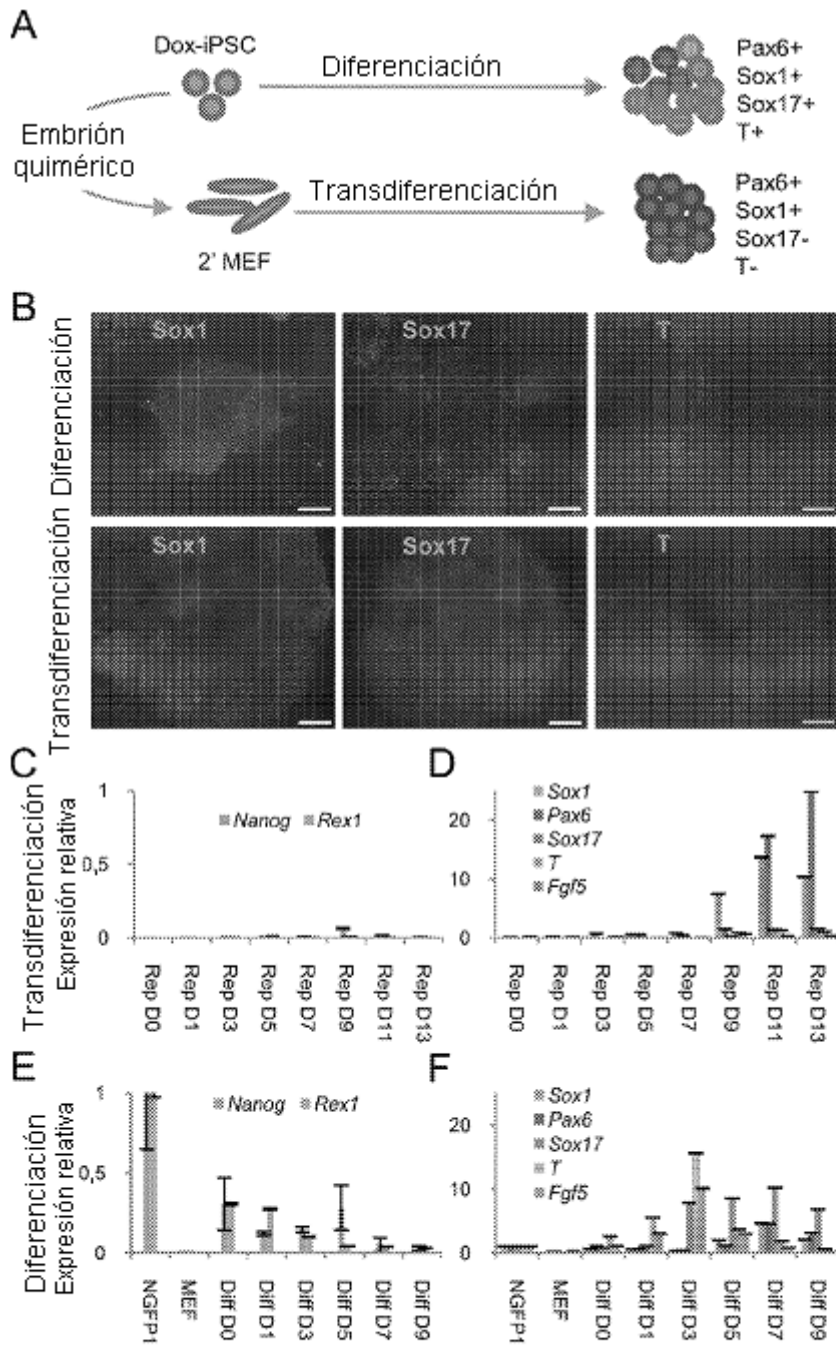 A
Dox-iPSC
Diferenciación
Pax6+
Sox1+
Sox17+
T+
Embrión
quimérico
Transdiferenciación
2' MEF
Pax6+
Sox1+
Sox17-
T-
B
Diferenciación
Sox1
Sox17
T
Transdiferenciación
Sox1
Sox17
T
C
Transdiferenciación
Expresión relativa
1
0,5
0
Nanog
Rex1
Rep D0
Rep D1
Rep D3
Rep D5
Rep D7
Rep D9
Rep D11
Rep D13
D
20
10
0
Sox1
Pax6
Sox17
T
Fgf5
Rep D0
Rep D1
Rep D3
Rep D5
Rep D7
Rep D9
Rep D11
Rep D13
E
Diferenciación
Expresión relativa
1
0,5
0
Nanog
Rex1
NGFP1
MEF
Diff D0
Diff D1
Diff D3
Diff D5
Diff D7
Diff D9
F
20
10
0
Sox1
Pax6
Sox17
T
Fgf5
NGFP1
MEF
Diff D0
Diff D1
Diff D3
Diff D5
Diff D7
Diff D9